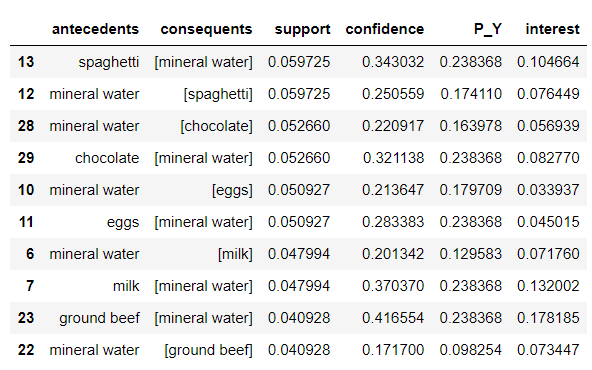 antecedents consequents support confidence P_Y interest
13 spaghetti [mineral water] 0.059725 0.343032 0.238368 0.104664
12 mineral water [spaghetti] 0.059725 0.250559 0.174110 0.076449
28 mineral water [chocolate] 0.052660 0.220917 0.163978 0.056939
29 chocolate [mineral water] 0.052660 0.321138 0.238368 0.082770
10 mineral water [eggs] 0.050927 0.213647 0.179709 0.033937
11 eggs [mineral water] 0.050927 0.283383 0.238368 0.045015
6 mineral water [milk] 0.047994 0.201342 0.129583 0.071760
7 milk [mineral water] 0.047994 0.370370 0.238368 0.132002
23 ground beef [mineral water] 0.040928 0.416554 0.238368 0.178185
22 mineral water [ground beef] 0.040928 0.171700 0.098254 0.073447